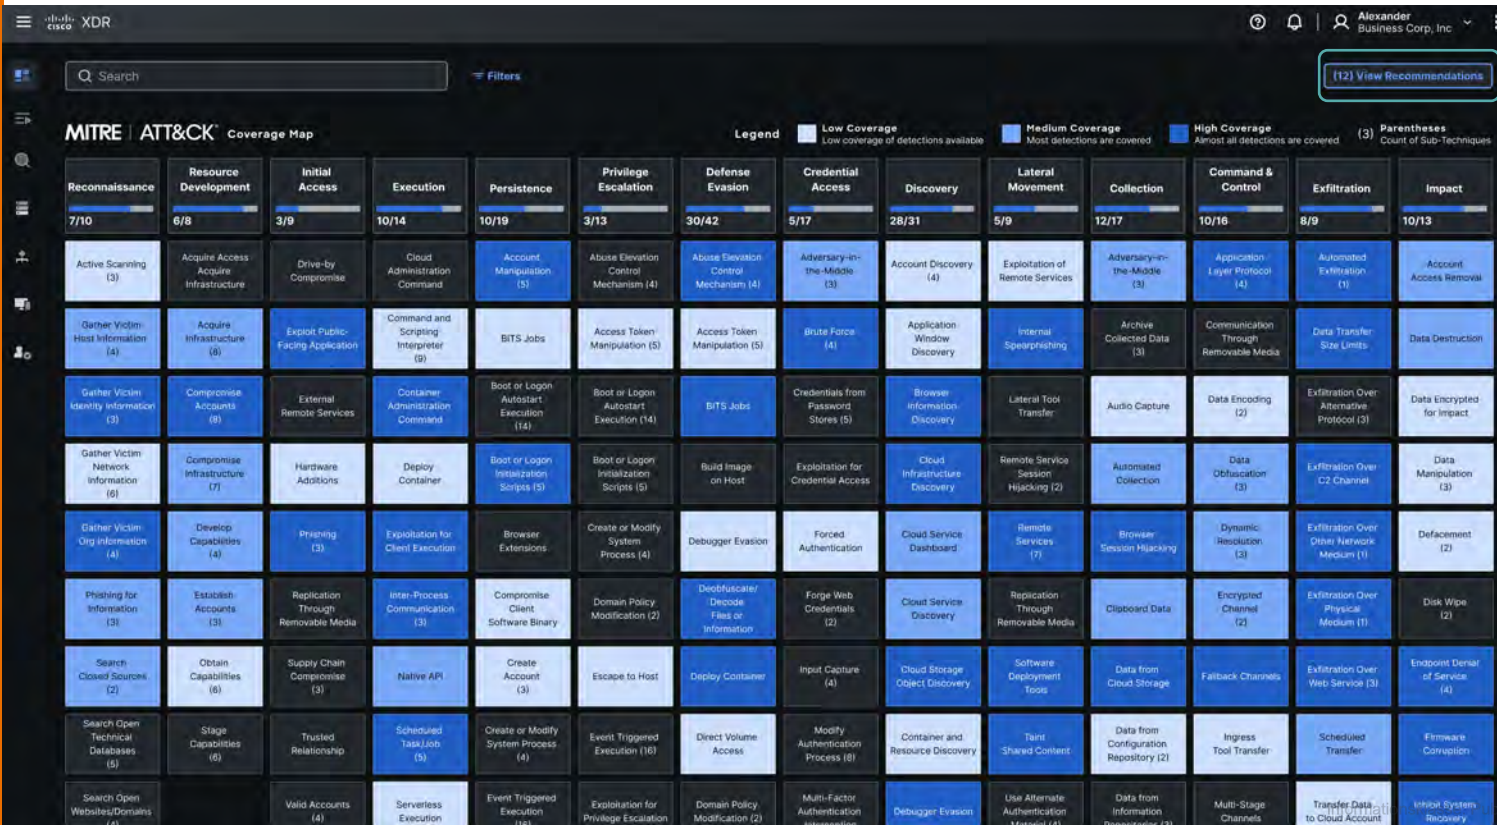 cisco XDR
Alexander
Business Corp, Inc
Search
Filters
(12) View Recommendations
MITRE | ATT&CK Coverage Map
Legend
Low Coverage
Low coverage of detections available
Medium Coverage
Most detections are covered
High Coverage
Almost all detections are covered
(3)
Parentheses
Count of Sub-Techniques
Reconnaissance
7/10
Resource
Development
6/8
Initial
Access
3/9
Execution
10/14
Persistence
10/19
Privilege
Escalation
3/13
Defense
Evasion
30/42
Credential
Access
5/17
Discovery
28/31
Lateral
Movement
5/9
Collection
12/17
Command &
Control
10/16
Exfiltration
8/9
Impact
10/13
Active Scanning
(3)
Acquire Access
Acquire
Infrastructure
Drive-by
Compromise
Cloud
Administration
Command
Account
Manipulation
(5)
Abuse Elevation
Control
Mechanism (4)
Abuse Elevation
Control
Mechanism (4)
Adversary-in-
the-Middle
(3)
Account Discovery
(4)
Exploitation of
Remote Services
Adversary-in-
the-Middle
(3)
Application
Layer Protocol
(4)
Automated
Exfiltration
(1)
Account
Access Removal
Gather Victim
Host Information
(4)
Acquire
Infrastructure
(8)
Exploit Public-
Facing Application
Command and
Scripting
Interpreter
(9)
BITS Jobs
Access Token
Manipulation (5)
Access Token
Manipulation (5)
Brute Force
(4)
Application
Window
Discovery
Internal
Spearphishing
Archive
Collected Data
(3)
Communication
Through
Removable Media
Data Transfer
Size Limits
Data Destruction
Gather Victim
Identity Information
(3)
Compromise
Accounts
(8)
External
Remote Services
Container
Administration
Command
Boot or Logon
Autostart
Execution
(14)
Boot or Logon
Autostart
Execution (14)
BITS Jobs
Credentials from
Password
Stores (5)
Browser
Information
Discovery
Lateral Tool
Transfer
Audio Capture
Data Encoding
(2)
Exfiltration Over
Alternative
Protocol (3)
Data Encrypted
for Impact
Gather Victim
Network
Information
(6)
Compromise
Infrastructure
(7)
Hardware
Additions
Deploy
Container
Boot or Logon
Initialization
Scripts (5)
Boot or Logon
Initialization
Scripts (5)
Build Image
on Host
Exploitation for
Credential Access
Cloud
Infrastructure
Discovery
Remote Service
Session
Hijacking (2)
Automated
Collection
Data
Obfuscation
(3)
Exfiltration Over
C2 Channel
Data
Manipulation
(3)
Gather Victim
Org Information
(4)
Develop
Capabilities
(4)
Phishing
(3)
Exploitation for
Client Execution
Browser
Extensions
Create or Modify
System
Process (4)
Debugger Evasion
Forced
Authentication
Cloud Service
Dashboard
Remote
Services
(7)
Browser
Session Hijacking
Dynamic
Resolution
(3)
Exfiltration Over
Other Network
Medium (1)
Defacement
(2)
Phishing for
Information
(3)
Establish
Accounts
(3)
Replication
Through
Removable Media
Inter-Process
Communication
(3)
Compromise
Client
Software Binary
Domain Policy
Modification (2)
Deobfuscate/
Decode
Files or
Information
Forge Web
Credentials
(2)
Cloud Service
Discovery
Replication
Through
Removable Media
Clipboard Data
Encrypted
Channel
(2)
Exfiltration Over
Physical
Medium (1)
Disk Wipe
(2)
Search
Closed Sources
(2)
Obtain
Capabilities
(6)
Supply Chain
Compromise
(3)
Native API
Create
Account
(3)
Escape to Host
Deploy Container
Input Capture
(4)
Cloud Storage
Object Discovery
Software
Deployment
Tools
Data from
Cloud Storage
Fallback Channels
Exfiltration Over
Web Service (3)
Endpoint Denial
of Service
(4)
Search Open
Technical
Databases
(5)
Stage
Capabilities
(6)
Trusted
Relationship
Scheduled
Task/Job
(5)
Create or Modify
System Process
(4)
Event Triggered
Execution (16)
Direct Volume
Access
Modify
Authentication
Process (8)
Container and
Resource Discovery
Taint
Shared Content
Data from
Configuration
Repository (2)
Ingress
Tool Transfer
Scheduled
Transfer
Firmware
Corruption
Search Open
Websites/Domains
Valid Accounts
(4)
Serverless
Execution
Event Triggered
Execution
Exploitation for
Privilege Escalation
Domain Policy
Modification (2)
Multi-Factor
Authentication
Debugger Evasion
Use Alternate
Authentication
Material (4)
Data from
Information
Repositories (3)
Multi-Stage
Channels
Transfer Data
to Cloud Account
Inhibit System
Recovery